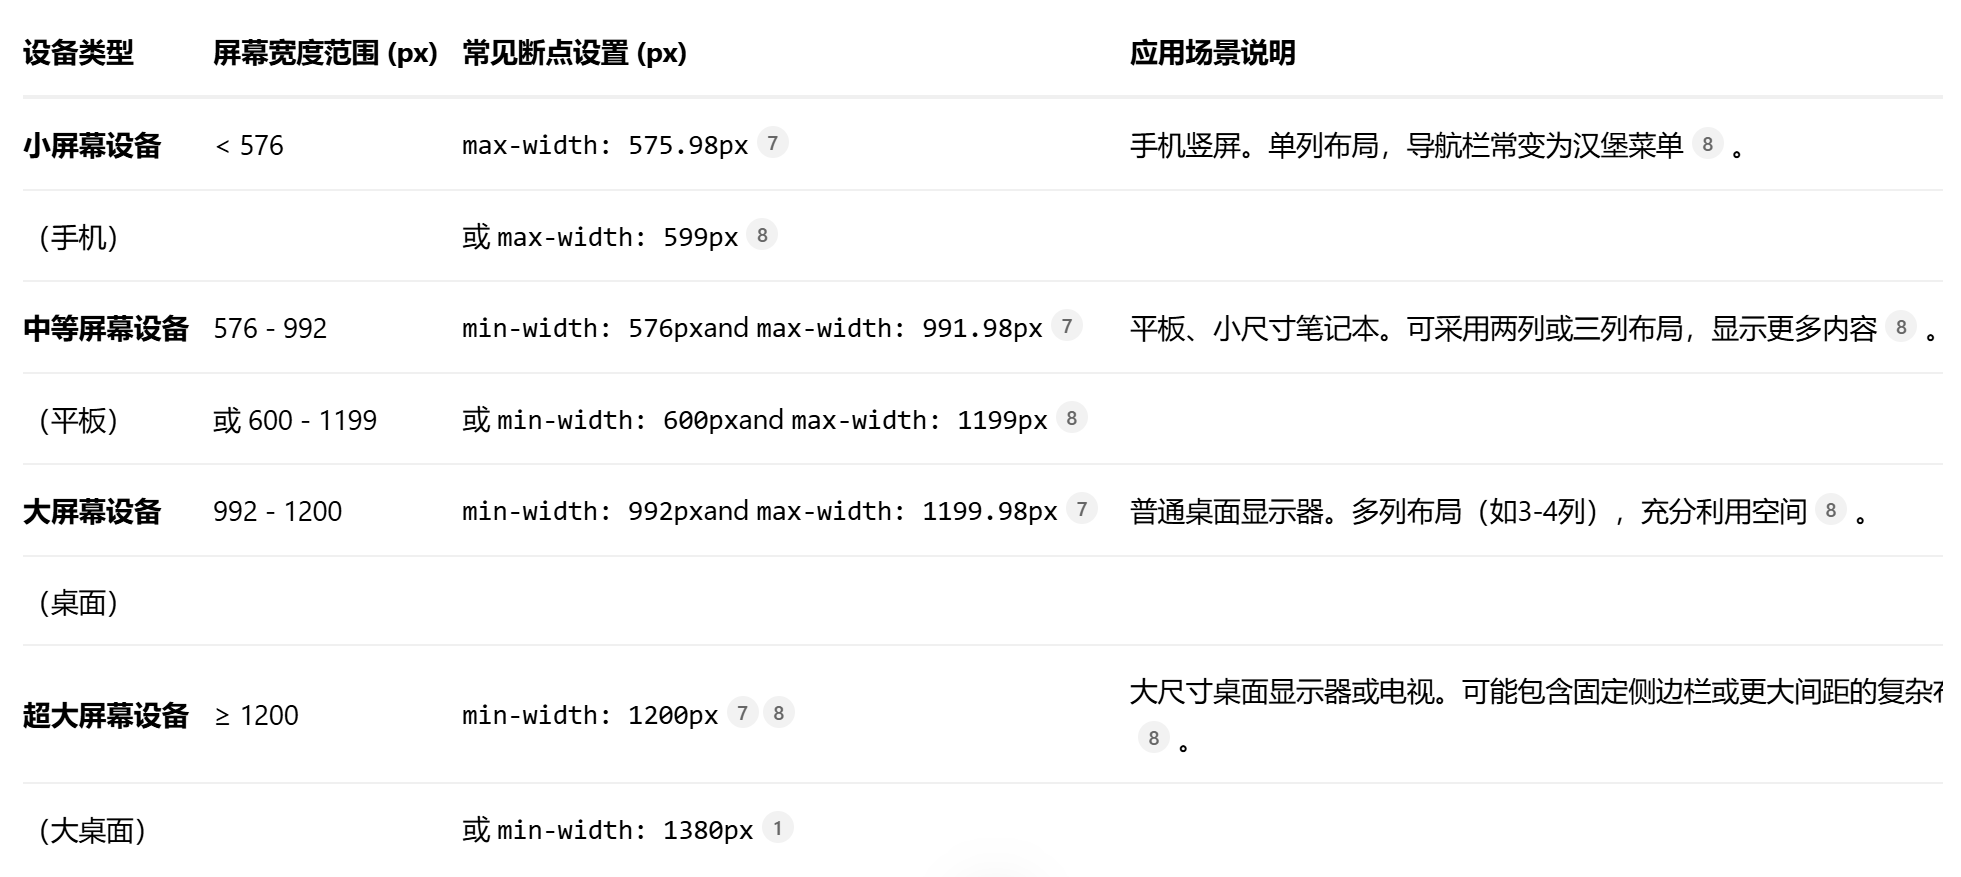 设备类型 屏幕宽度范围 (px) 常见断点设置 (px) 应用场景说明
小屏幕设备 < 576 max-width: 575.98px 7 手机竖屏。单列布局，导航栏常变为汉堡菜单 8 。
（手机） 或 max-width: 599px 8
中等屏幕设备 576 - 992 min-width: 576pxand max-width: 991.98px 7 平板、小尺寸笔记本。可采用两列或三列布局，显示更多内容 8 。
（平板） 或 600 - 1199 或 min-width: 600pxand max-width: 1199px 8
大屏幕设备 992 - 1200 min-width: 992pxand max-width: 1199.98px 7 普通桌面显示器。多列布局（如3-4列），充分利用空间 8 。
（桌面）
超大屏幕设备 ≥ 1200 min-width: 1200px 7 8 大尺寸桌面显示器或电视。可能包含固定侧边栏或更大间距的复杂
8 。
（大桌面） 或 min-width: 1380px 1